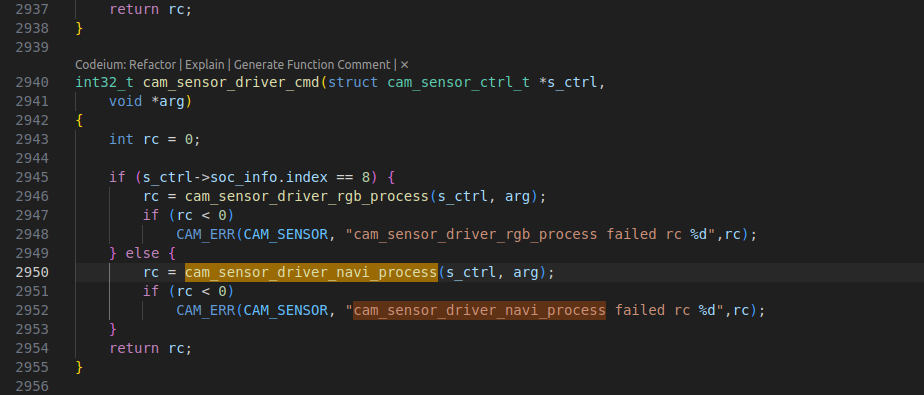 2937 return rc;
2938 }
2939
Codeium: Refactor | Explain | Generate Function Comment | ×
2940 int32_t cam_sensor_driver_cmd(struct cam_sensor_ctrl_t *s_ctrl,
2941 void *arg)
2942 {
2943 int rc = 0;
2944
2945 if (s_ctrl->soc_info.index == 8) {
2946 rc = cam_sensor_driver_rgb_process(s_ctrl, arg);
2947 if (rc < 0)
2948 CAM_ERR(CAM_SENSOR, "cam_sensor_driver_rgb_process failed rc %d",rc);
2949 } else {
2950 rc = cam_sensor_driver_navi_process(s_ctrl, arg);
2951 if (rc < 0)
2952 CAM_ERR(CAM_SENSOR, "cam_sensor_driver_navi_process failed rc %d",rc);
2953 }
2954 return rc;
2955 }
2956